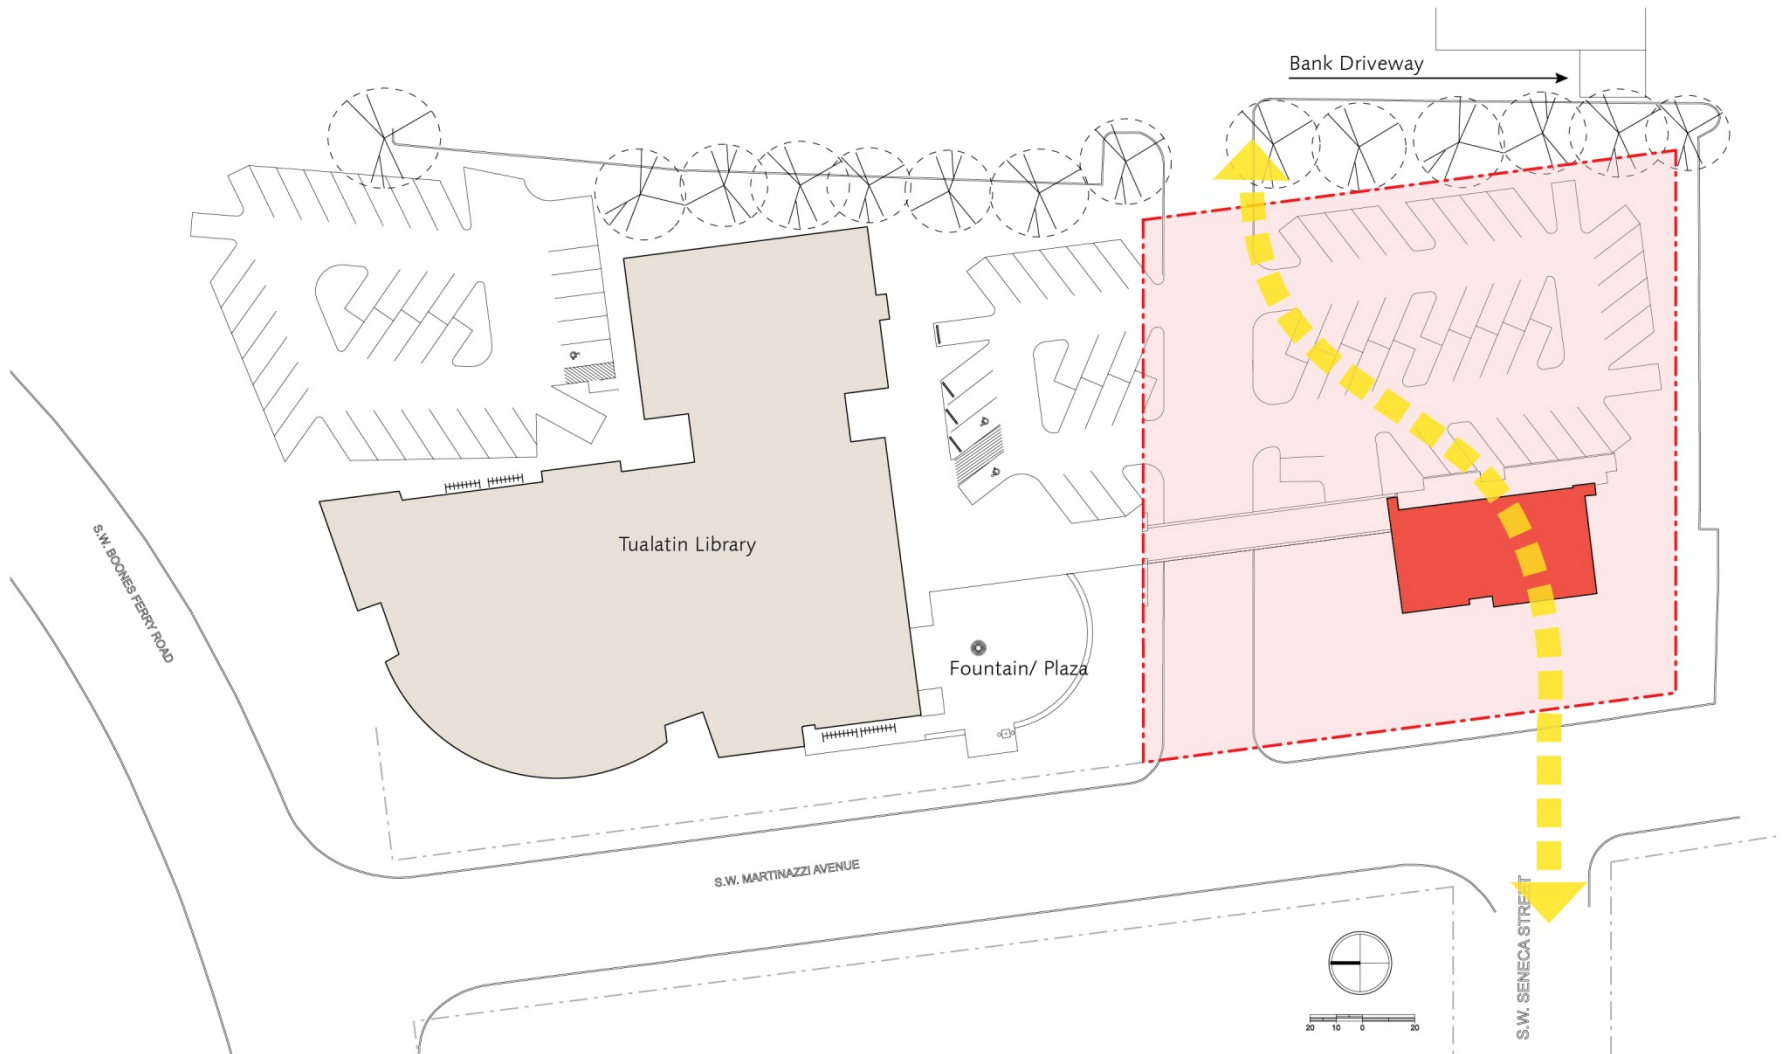 Bank Driveway
Tualatin Library
S.W. BOONES FERRY ROAD
Fountain/ Plaza
S.W. MARTINAZZI AVENUE
S.W. SENECA STREET
20 10 0 20